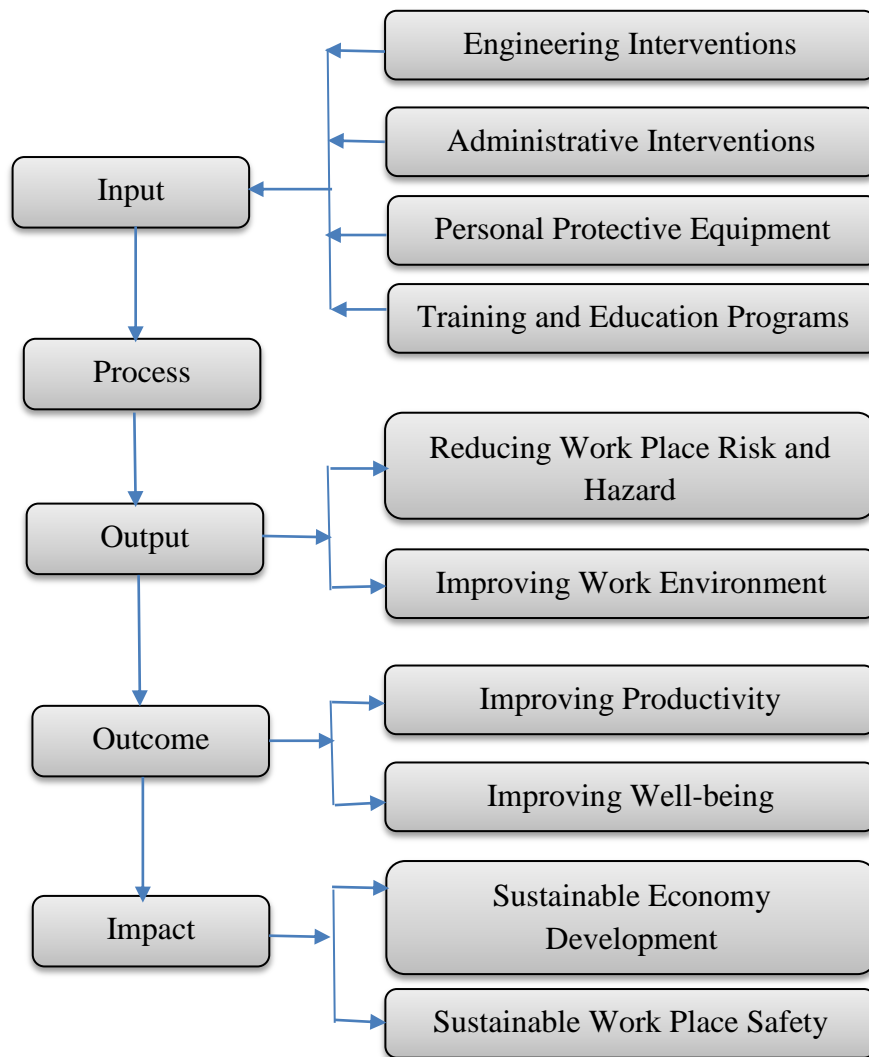 Engineering Interventions
Administrative Interventions
Input
Personal Protective Equipment
Training and Education Programs
Process
Reducing Work Place Risk and
Hazard
Output
Improving Work Environment
Improving Productivity
Outcome
Improving Well-being
Sustainable Economy
Development
Impact
Sustainable Work Place Safety